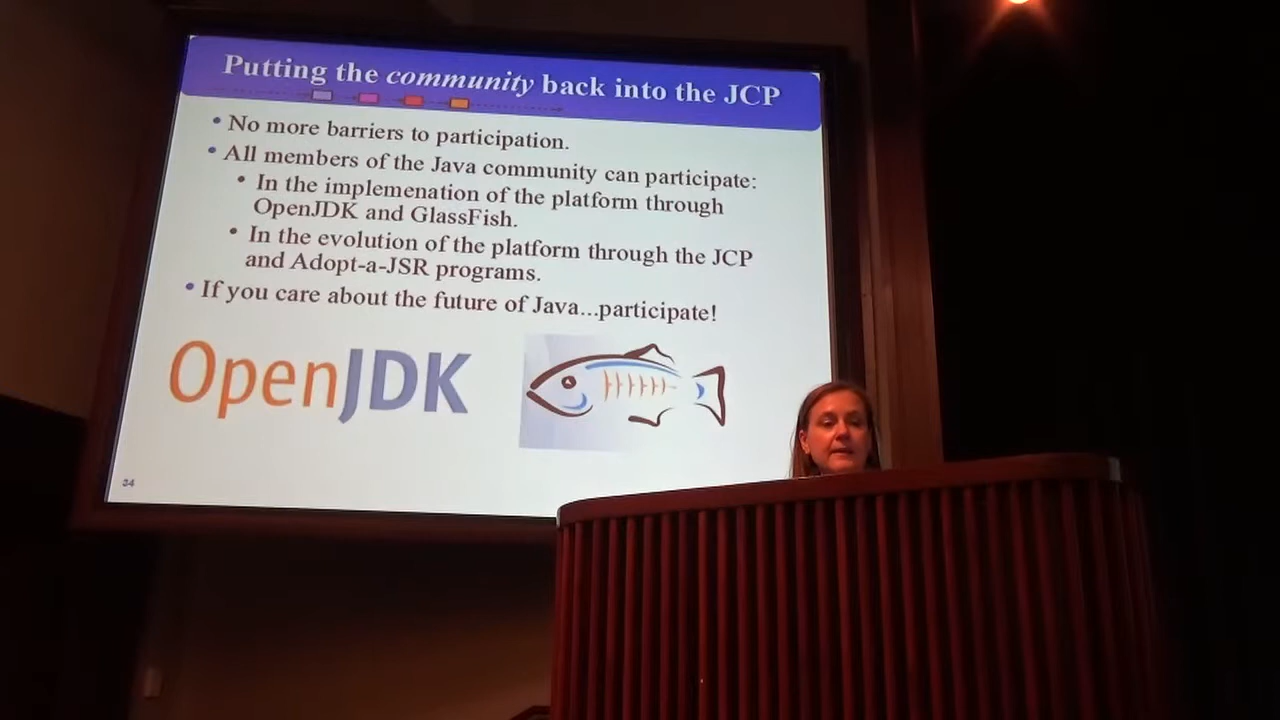 Putting the community back into the JCP
• No more barriers to participation.
• All members of the Java community can participate:
• In the implemenation of the platform through
OpenJDK and GlassFish.
• In the evolution of the platform through the JCP
and Adopt-a-JSR programs.
• If you care about the future of Java...participate!
OpenJDK
34